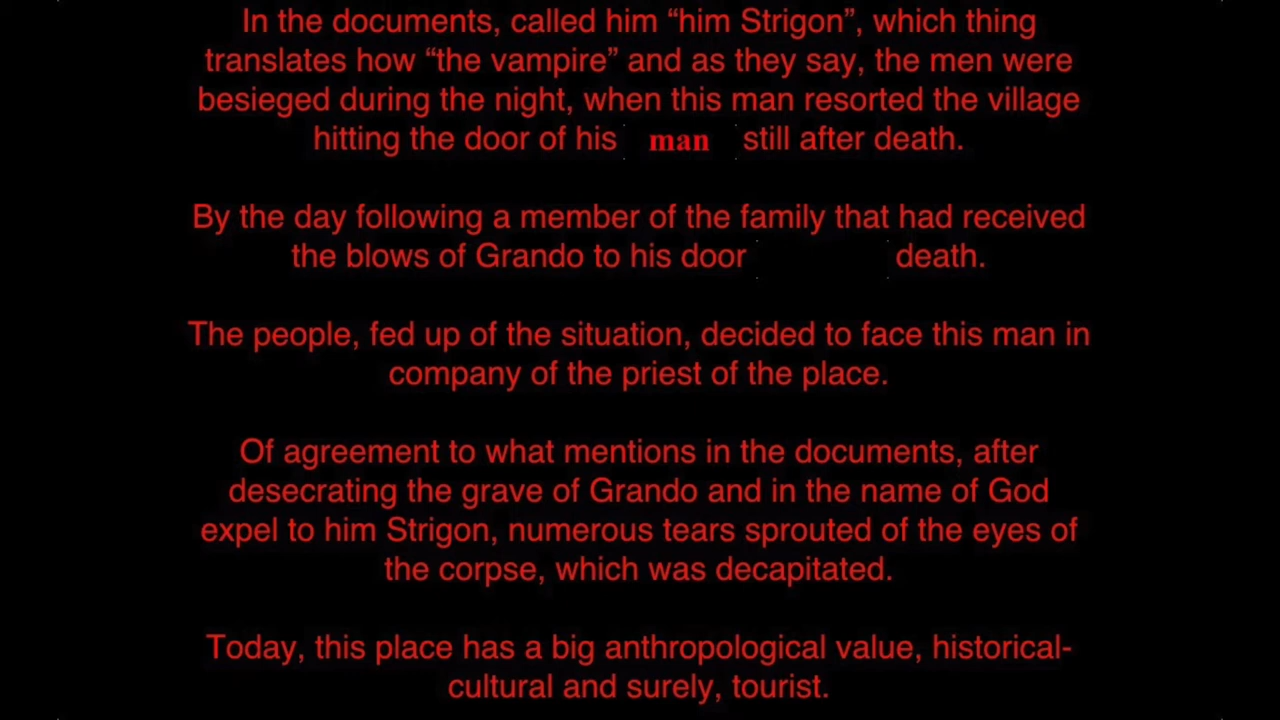 In the documents, called him “him Strigon”, which thing
translates how “the vampire” and as they say, the men were
besieged during the night, when this man resorted the village
hitting the door of his man still after death.
By the day following a member of the family that had received
the blows of Grando to his door death.
The people, fed up of the situation, decided to face this man in
company of the priest of the place.
Of agreement to what mentions in the documents, after
desecrating the grave of Grando and in the name of God
expel to him Strigon, numerous tears sprouted of the eyes of
the corpse, which was decapitated.
Today, this place has a big anthropological value, historical-
cultural and surely, tourist.